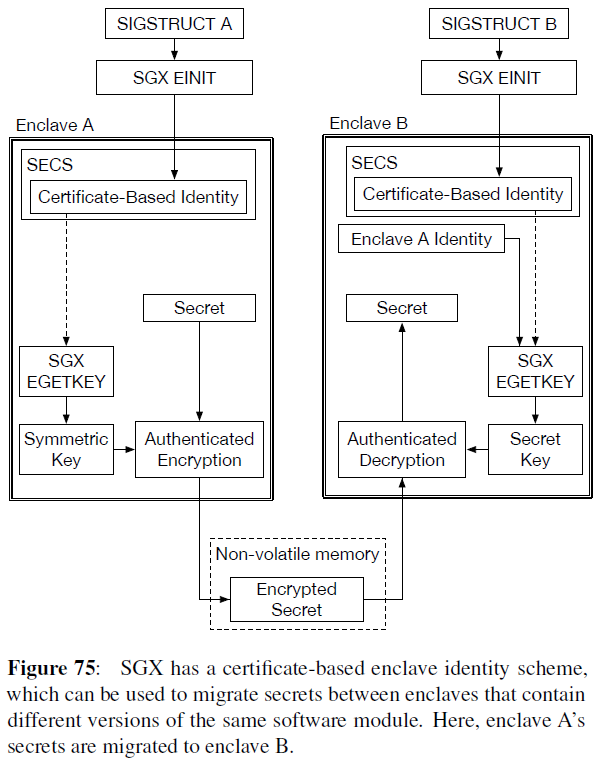 SIGSTRUCT A
SGX EINIT
Enclave A
SECS
Certificate-Based Identity
Secret
SGX
EGETKEY
Symmetric
Key
Authenticated
Encryption
SIGSTRUCT B
SGX EINIT
Enclave B
SECS
Certificate-Based Identity
Enclave A Identity
Secret
SGX
EGETKEY
Authenticated
Decryption
Secret
Key
Non-volatile memory
Encrypted
Secret
Figure 75: SGX has a certificate-based enclave identity scheme,
which can be used to migrate secrets between enclaves that contain
different versions of the same software module. Here, enclave A’s
secrets are migrated to enclave B.